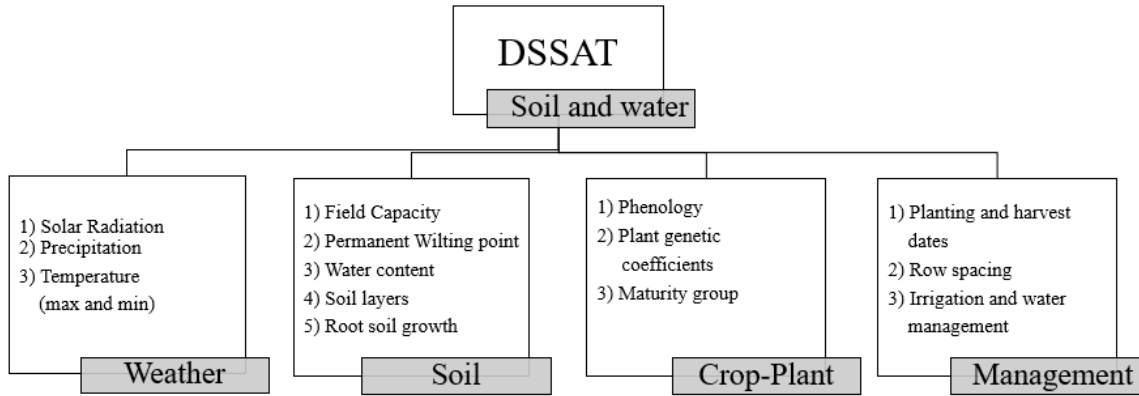 DSSAT
Soil and water
1) Solar Radiation
2) Precipitation
3) Temperature
(max and min)
Weather
1) Field Capacity
2) Permanent Wilting point
3) Water content
4) Soil layers
5) Root soil growth
Soil
1) Phenology
2) Plant genetic
coefficients
3) Maturity group
Crop-Plant
1) Planting and harvest
dates
2) Row spacing
3) Irrigation and water
management
Management